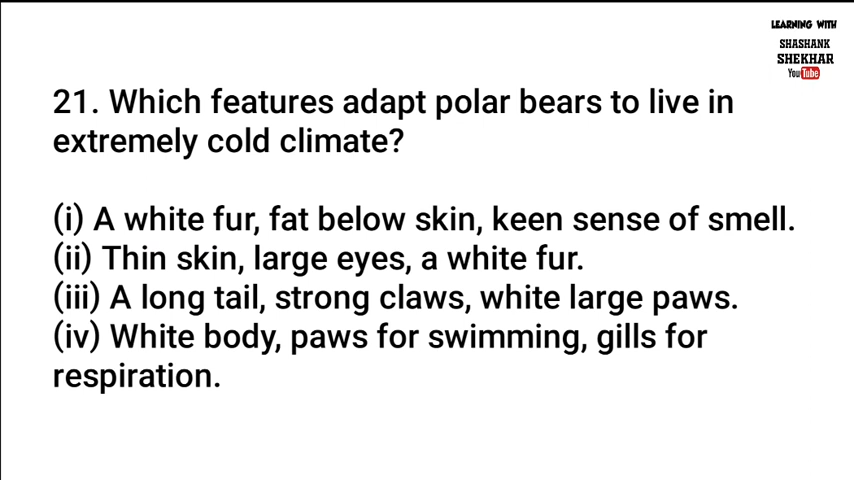 LEARNING WITH
SHASHANK
SHEKHAR
YouTube
21. Which features adapt polar bears to live in
extremely cold climate?
(i) A white fur, fat below skin, keen sense of smell.
(ii) Thin skin, large eyes, a white fur.
(iii) A long tail, strong claws, white large paws.
(iv) White body, paws for swimming, gills for
respiration.